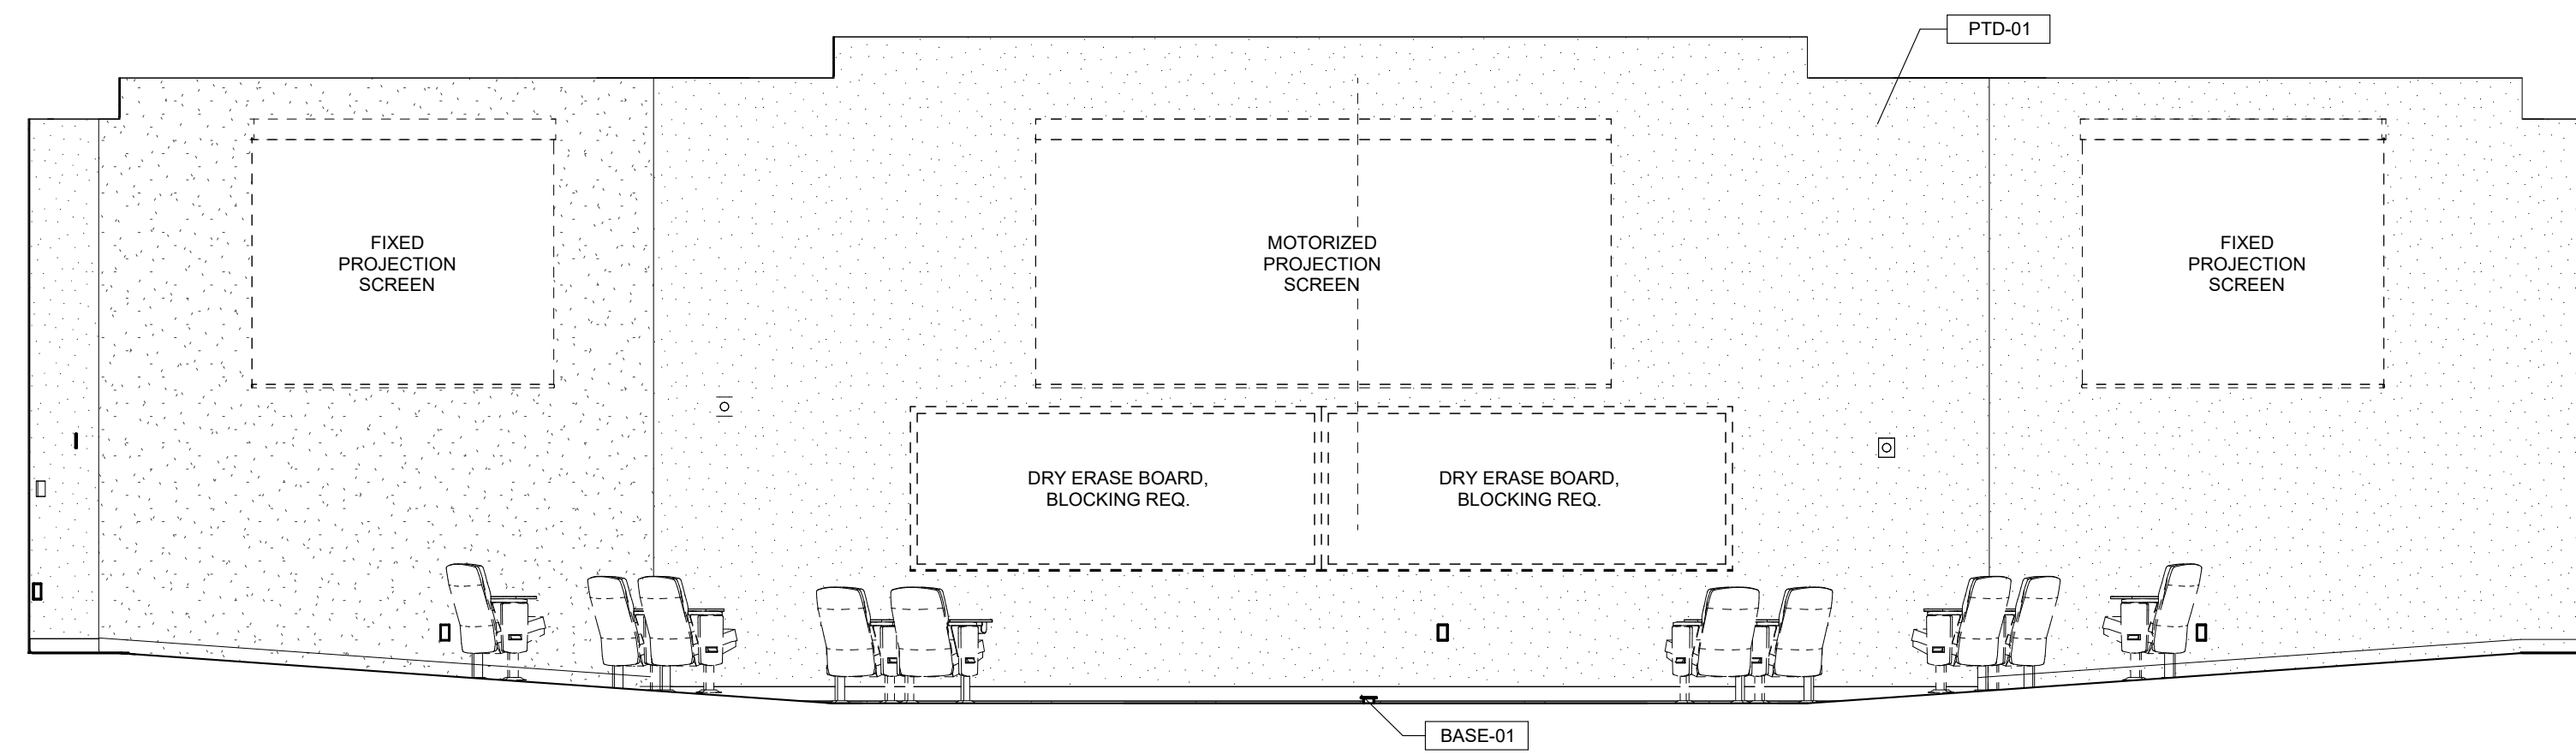 PTD-01
FIXED
PROJECTION
SCREEN
MOTORIZED
PROJECTION
SCREEN
FIXED
PROJECTION
SCREEN
DRY ERASE BOARD,
BLOCKING REQ.
DRY ERASE BOARD,
BLOCKING REQ.
BASE-01